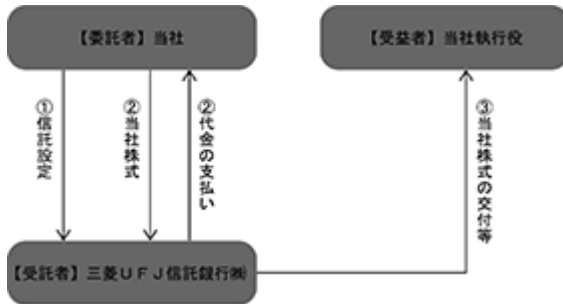 【委託者】当社
【受益者】当社執行役
①信託設定
②当社株式
②代金の支払い
③当社株式の交付等
【受託者】三菱UFJ信託銀行㈱